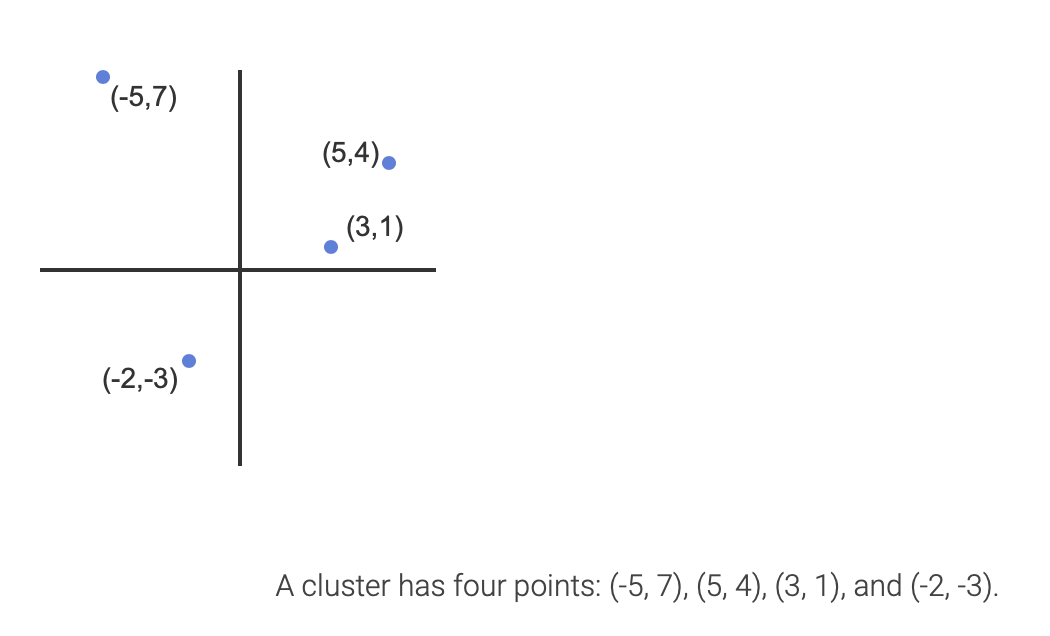 (-5,7)
(5,4)
(3,1)
(-2,-3)
A cluster has four points: (-5, 7), (5, 4), (3, 1), and (-2, -3).